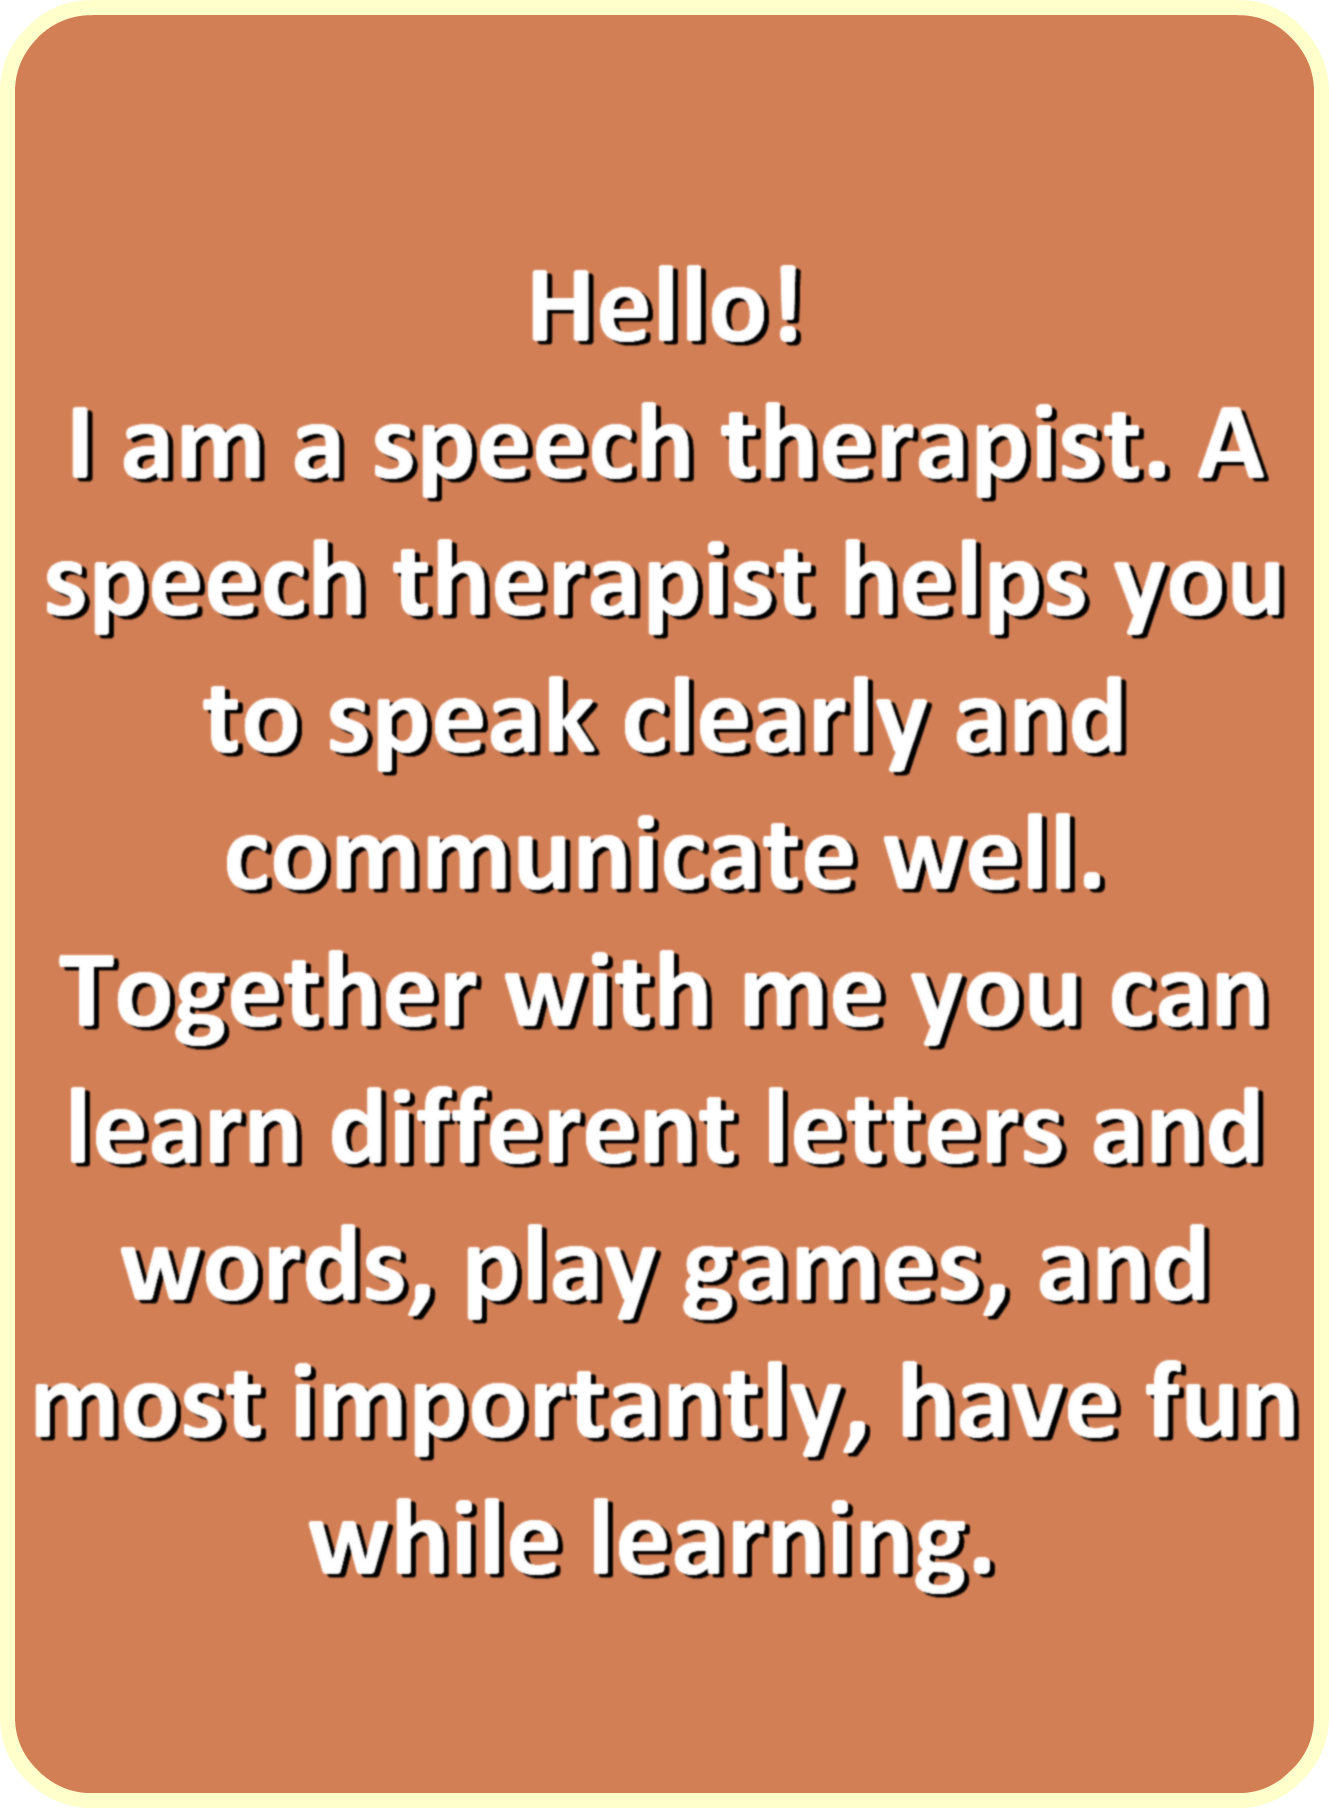 Hello!
I am a speech therapist. A
speech therapist helps you
to speak clearly and
communicate well.
Together with me you can
learn different letters and
words, play games, and
most importantly, have fun
while learning.